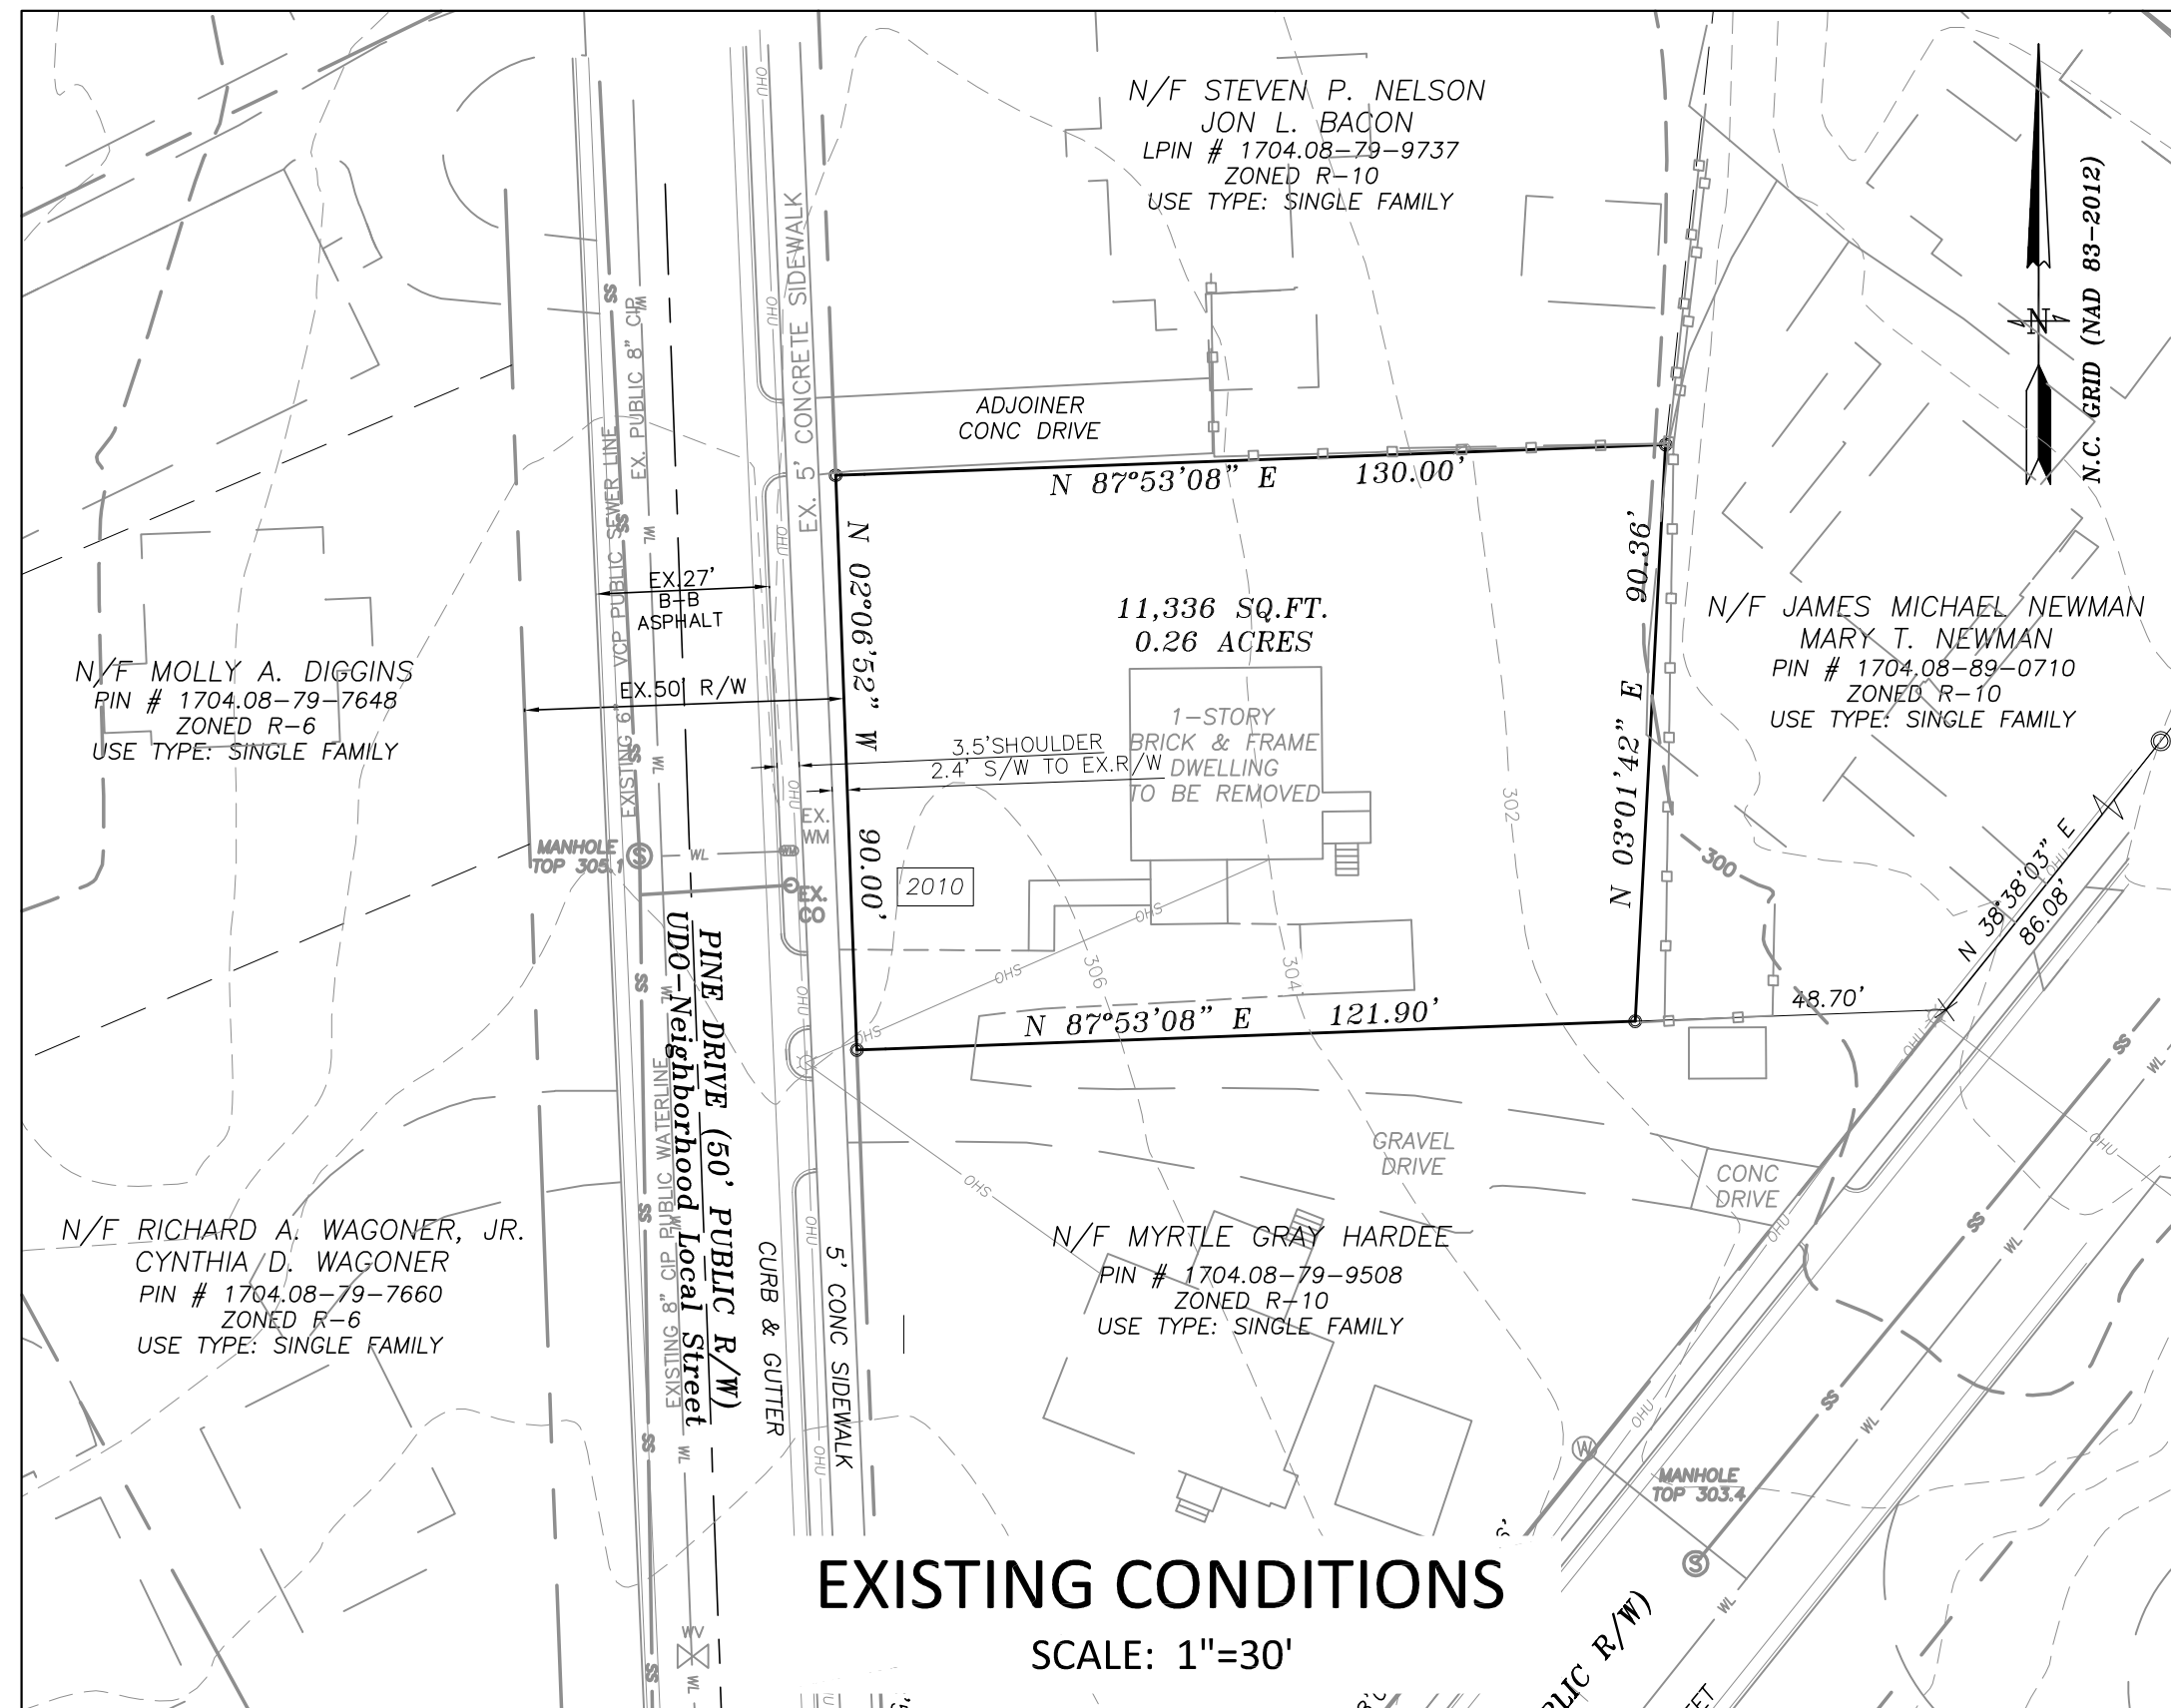 N/F STEVEN P. NELSON
JON L. BACON
LPIN # 1704.08-79-9737
ZONED R-10
USE TYPE: SINGLE FAMILY
N.C. GRID (NAD 83-2012)
N
EX. 5' CONCRETE SIDEWALK
EX. PUBLIC 8" CIP
EXISTING 6" VCP PUBLIC SEWER LINE
ADJOINER
CONC DRIVE
N 87°53'08" E 130.00'
N 02°06'52" W 90.00'
N 03°01'42" E 90.36'
EX.27'
B-B
ASPHALT
EX.50' R/W
11,336 SQ.FT.
0.26 ACRES
N/F JAMES MICHAEL NEWMAN
MARY T. NEWMAN
PIN # 1704.08-89-0710
ZONED R-10
USE TYPE: SINGLE FAMILY
N/F MOLLY A. DIGGINS
PIN # 1704.08-79-7648
ZONED R-6
USE TYPE: SINGLE FAMILY
1-STORY
BRICK & FRAME
DWELLING
TO BE REMOVED
3.5'SHOULDER
2.4' S/W TO EX.R/W
302
EX.
WM
WM
MANHOLE
TOP 305.1
S
EX.
CO
2010
300
N 38°38'03" E
86.08'
306
304
48.70'
N 87°53'08" E 121.90'
PINE DRIVE (50' PUBLIC R/W)
UDO-Neighborhood Local Street
EXISTING 8" CIP PUBLIC WATERLINE
CURB & GUTTER
5' CONC SIDEWALK
GRAVEL
DRIVE
CONC
DRIVE
N/F RICHARD A. WAGONER, JR.
CYNTHIA D. WAGONER
PIN # 1704.08-79-7660
ZONED R-6
USE TYPE: SINGLE FAMILY
N/F MYRTLE GRAY HARDEE
PIN # 1704.08-79-9508
ZONED R-10
USE TYPE: SINGLE FAMILY
OHU
SS
WL
OHS
W
MANHOLE
TOP 303.4
S
WV
EXISTING CONDITIONS
SCALE: 1"=30'
R/W)